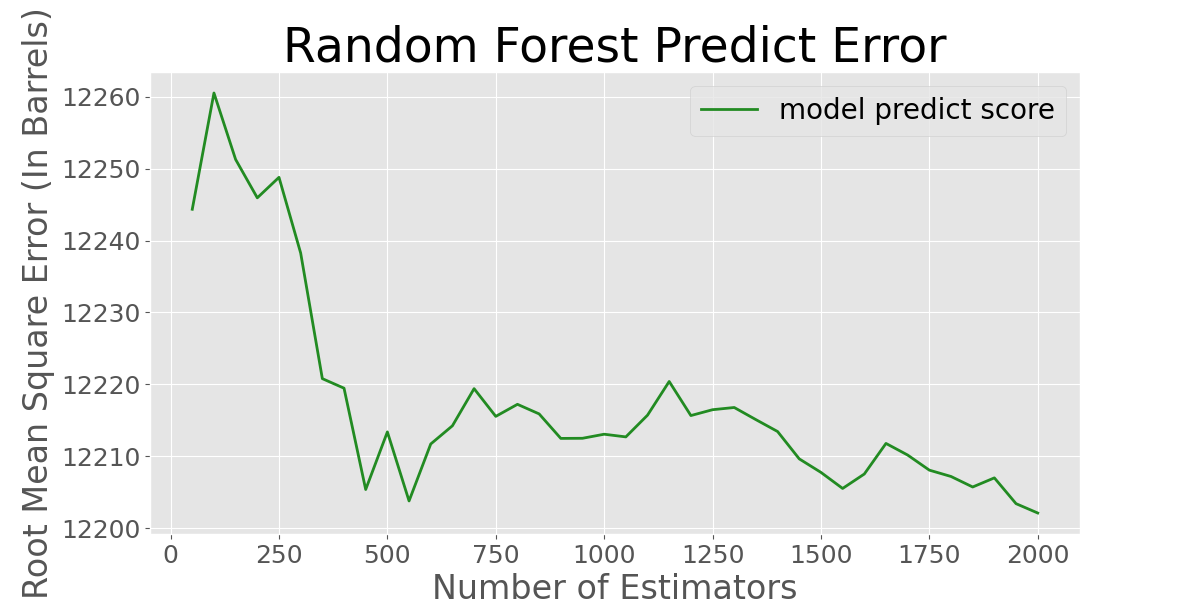 Random Forest Predict Error
Root Mean Square Error (In Barrels)
12260
12250
12240
12230
12220
12210
12200
model predict score
0 250 500 750 1000 1250 1500 1750 2000
Number of Estimators